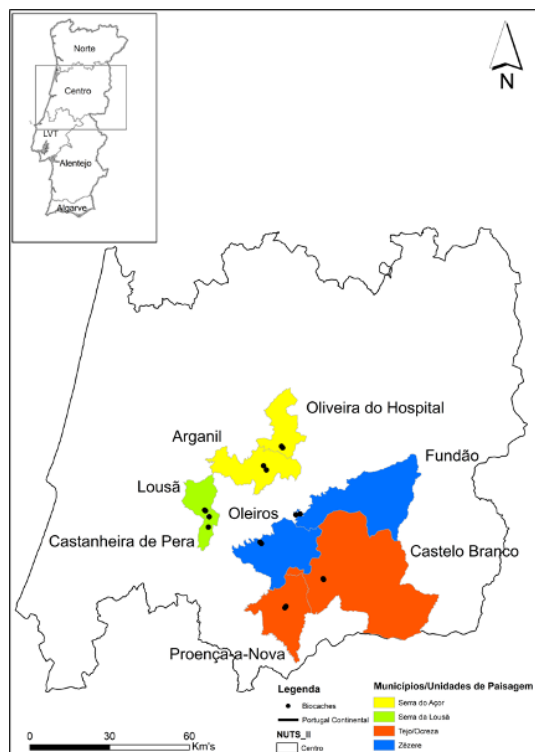 Norte
Centro
LVT
Alentejo
Algarve
N
Oliveira do Hospital
Arganil
Fundão
Lousã
Oleiros
Castanheira de Pera
Castelo Branco
Proença-a-Nova
Legenda
Biocaches
Portugal Continental
NUTS_II
Centro
Municípios/Unidades de Paisagem
Serra do Açor
Serra da Lousã
Tejo/Ocreza
Zêzere
0 30 60
Km's